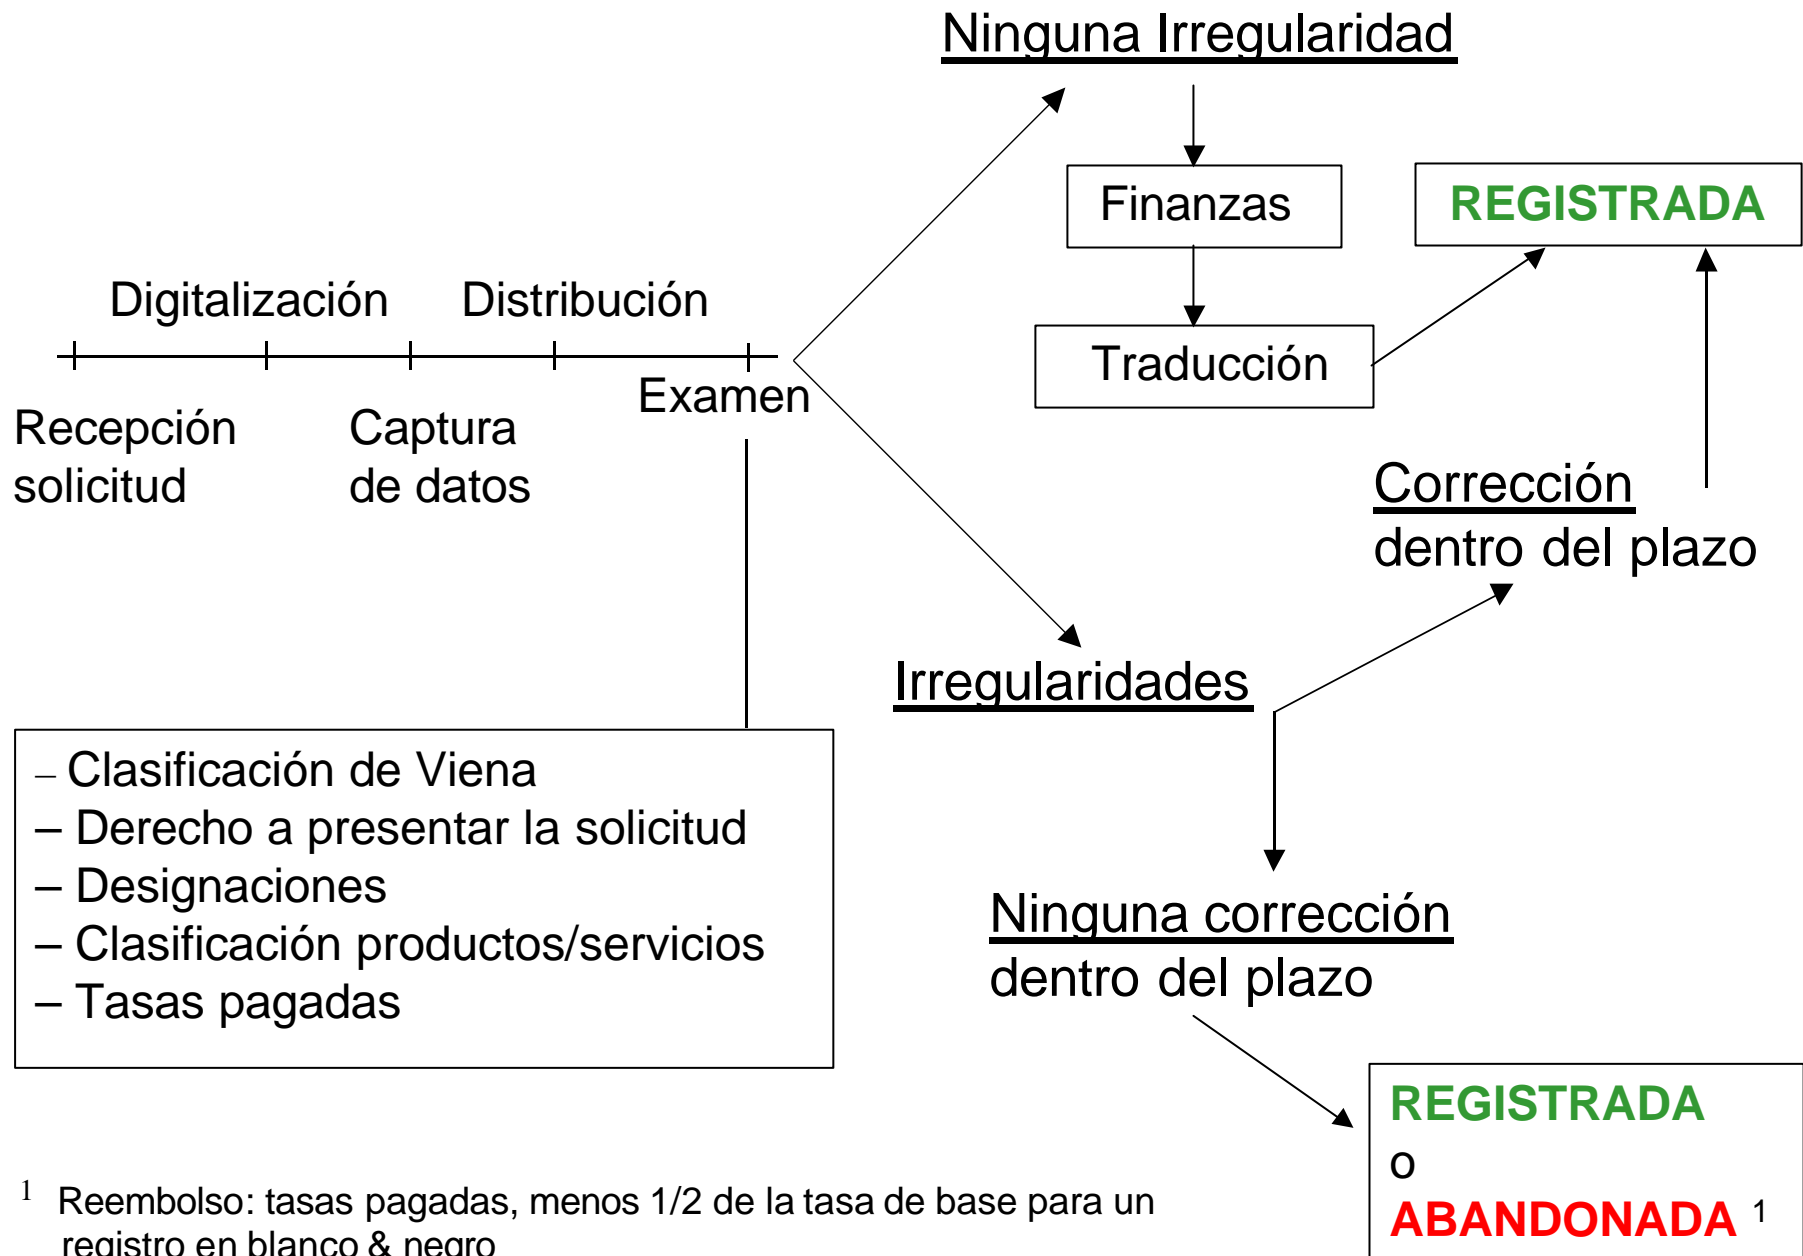 Ninguna Irregularidad
Finanzas
REGISTRADA
Digitalización
Distribución
Traducción
Examen
Recepción
solicitud
Captura
de datos
Corrección
dentro del plazo
Irregularidades
– Clasificación de Viena
– Derecho a presentar la solicitud
– Designaciones
– Clasificación productos/servicios
– Tasas pagadas
Ninguna corrección
dentro del plazo
REGISTRADA
o
ABANDONADA 1
1 Reembolso: tasas pagadas, menos 1/2 de la tasa de base para un
registro en blanco & negro